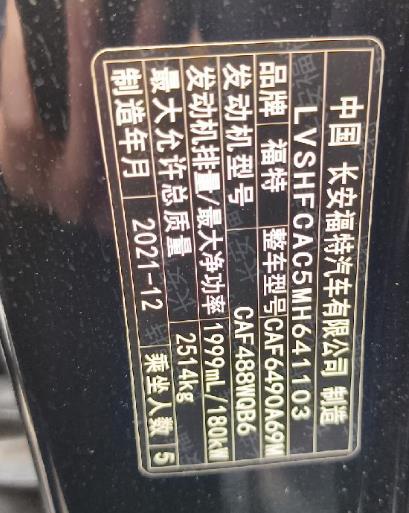 中国 长安福特汽车有限公司 制造
LVSHFCAC5MH641103
品牌 福特 整车型号 CAF6490A69M
发动机型号 CAF488WQB6
发动机排量/最大净功率 1999mL/180kW
最大允许总质量 2514kg
制造年月 2021-12 乘坐人数 5